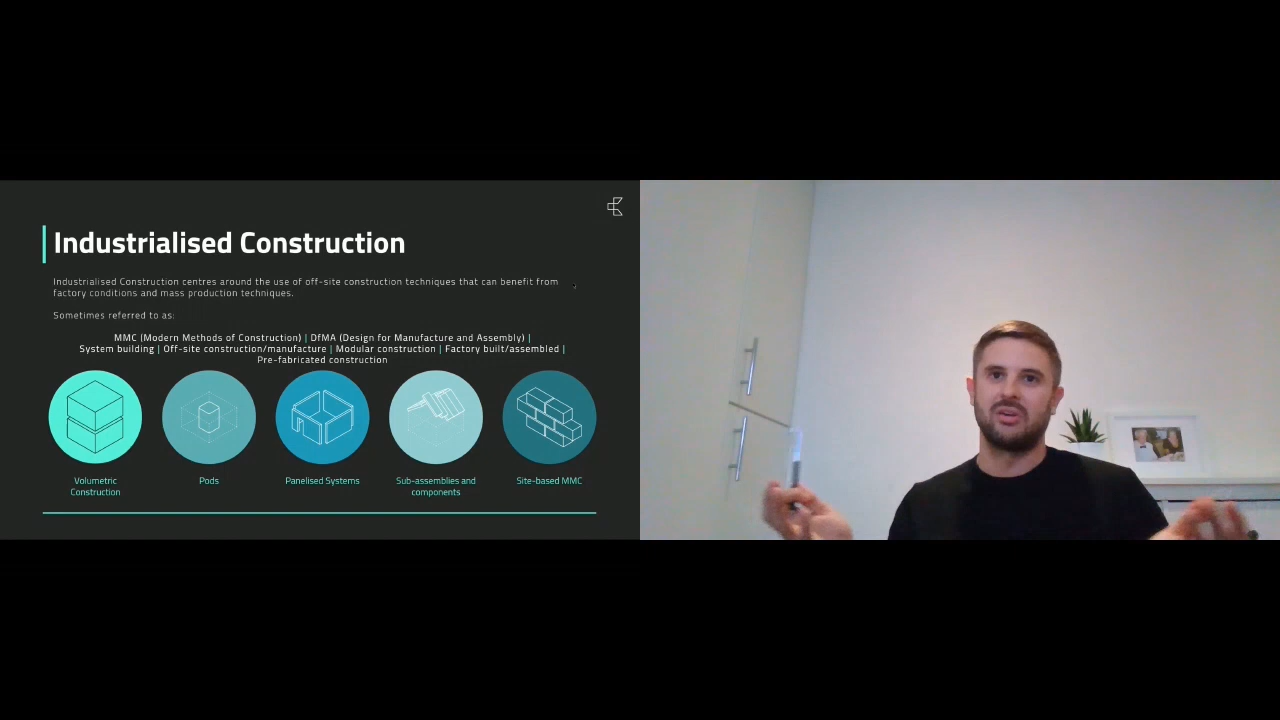 Industrialised Construction
Industrialised Construction centres around the use of off-site construction techniques that can benefit from
factory conditions and mass production techniques.
Sometimes referred to as:
MMC (Modern Methods of Construction) | DfMA (Design for Manufacture and Assembly) |
System building | Off-site construction/manufacture | Modular construction | Factory built/assembled |
Pre-fabricated construction
Volumetric
Construction
Pods
Panelised Systems
Sub-assemblies and
components
Site-based MMC